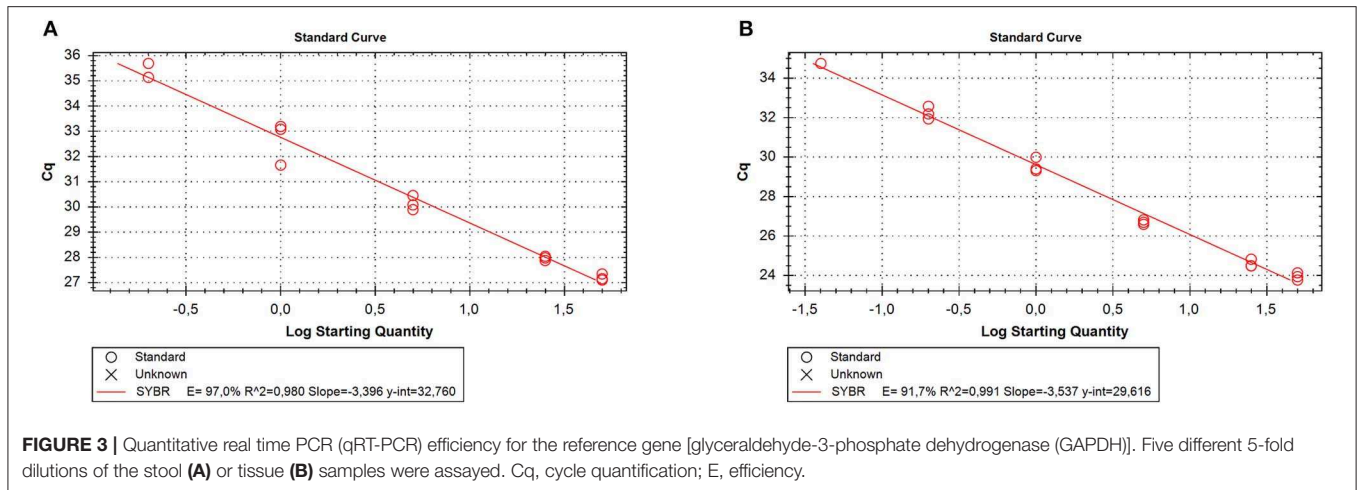 A
Standard Curve
36
35
34
33
32
31
30
29
28
27
Cq
-0,5
0,0
0,5
1,0
1,5
Log Starting Quantity
Standard
Unknown
SYBR E= 97,0% R^2=0,980 Slope=-3,396 y-int=32,760
B
Standard Curve
34
32
30
28
26
24
Cq
-1,5
-1,0
-0,5
0,0
0,5
1,0
1,5
Log Starting Quantity
Standard
Unknown
SYBR E= 91,7% R^2=0,991 Slope=-3,537 y-int=29,616
FIGURE 3 | Quantitative real time PCR (qRT-PCR) efficiency for the reference gene [glyceraldehyde-3-phosphate dehydrogenase (GAPDH)]. Five different 5-fold
dilutions of the stool (A) or tissue (B) samples were assayed. Cq, cycle quantification; E, efficiency.